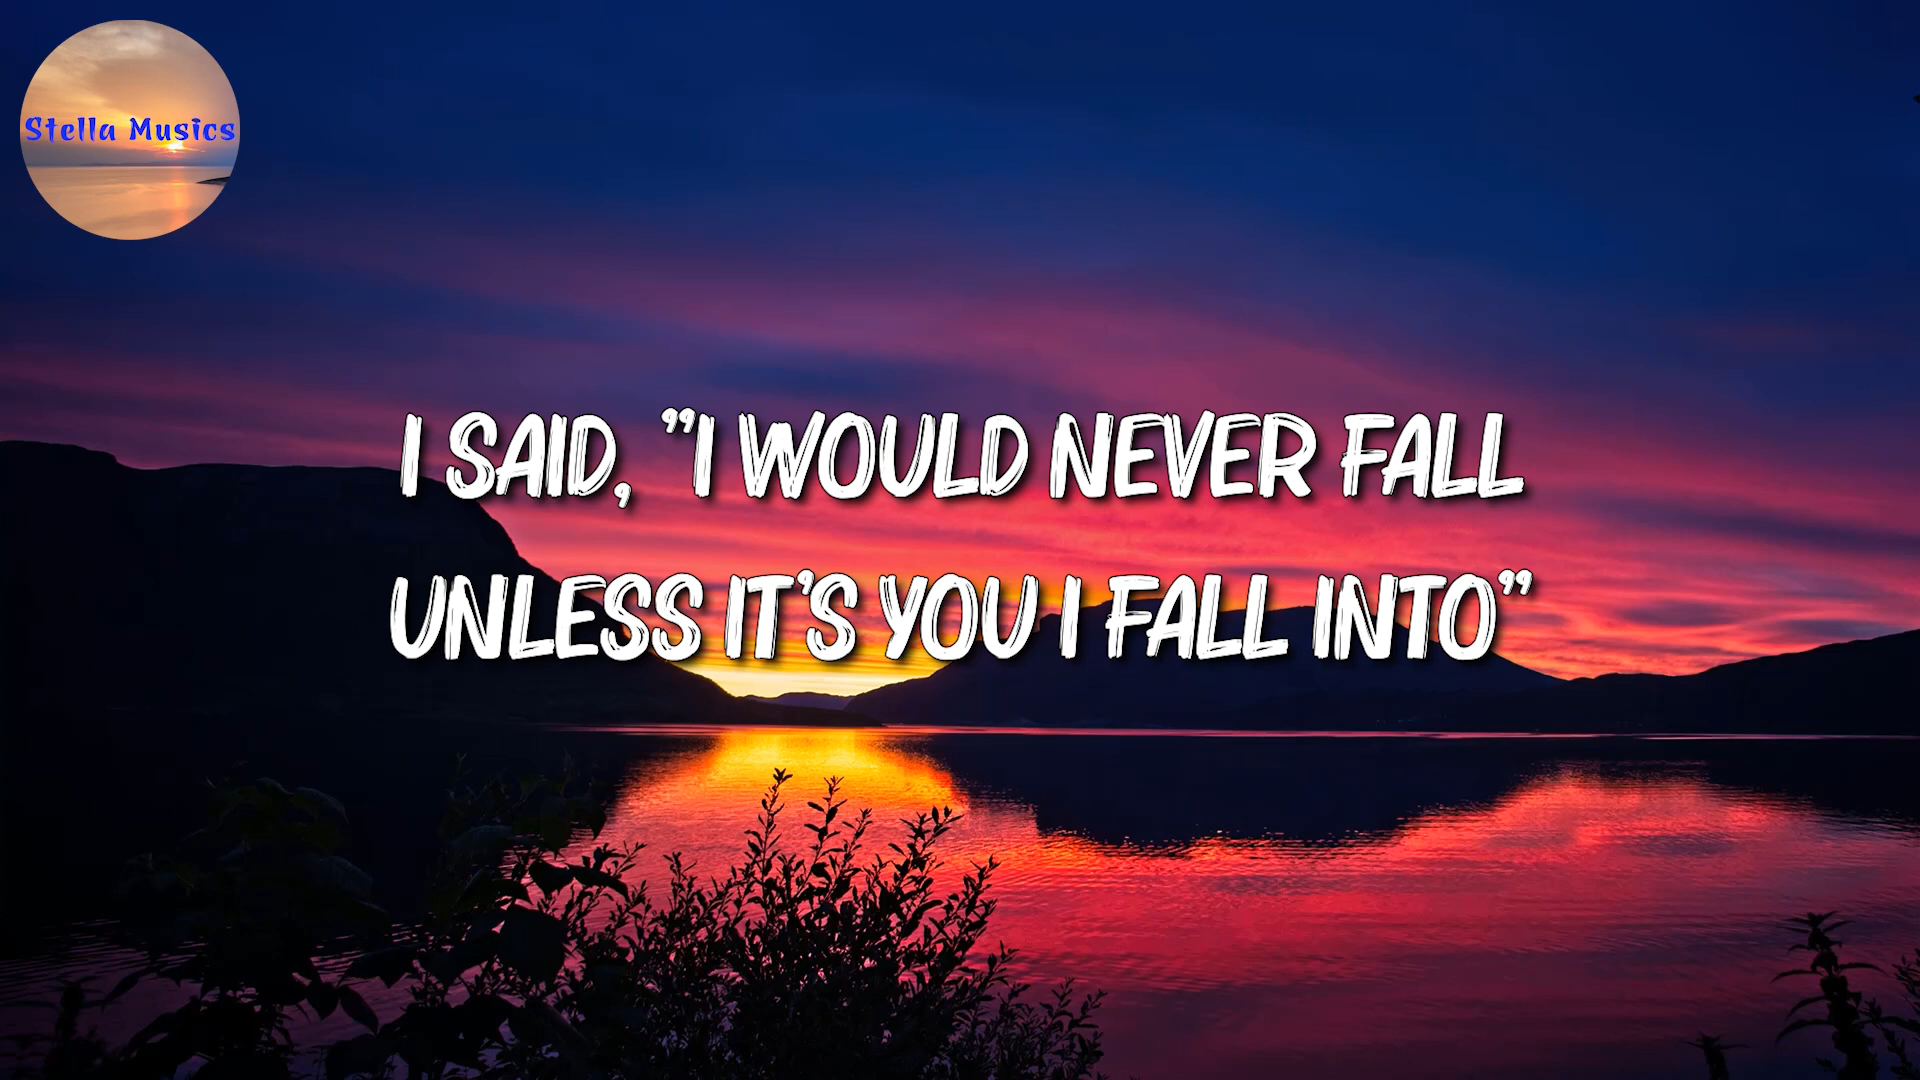 Stella Musics
I SAID, "I WOULD NEVER FALL
UNLESS IT'S YOU I FALL INTO"